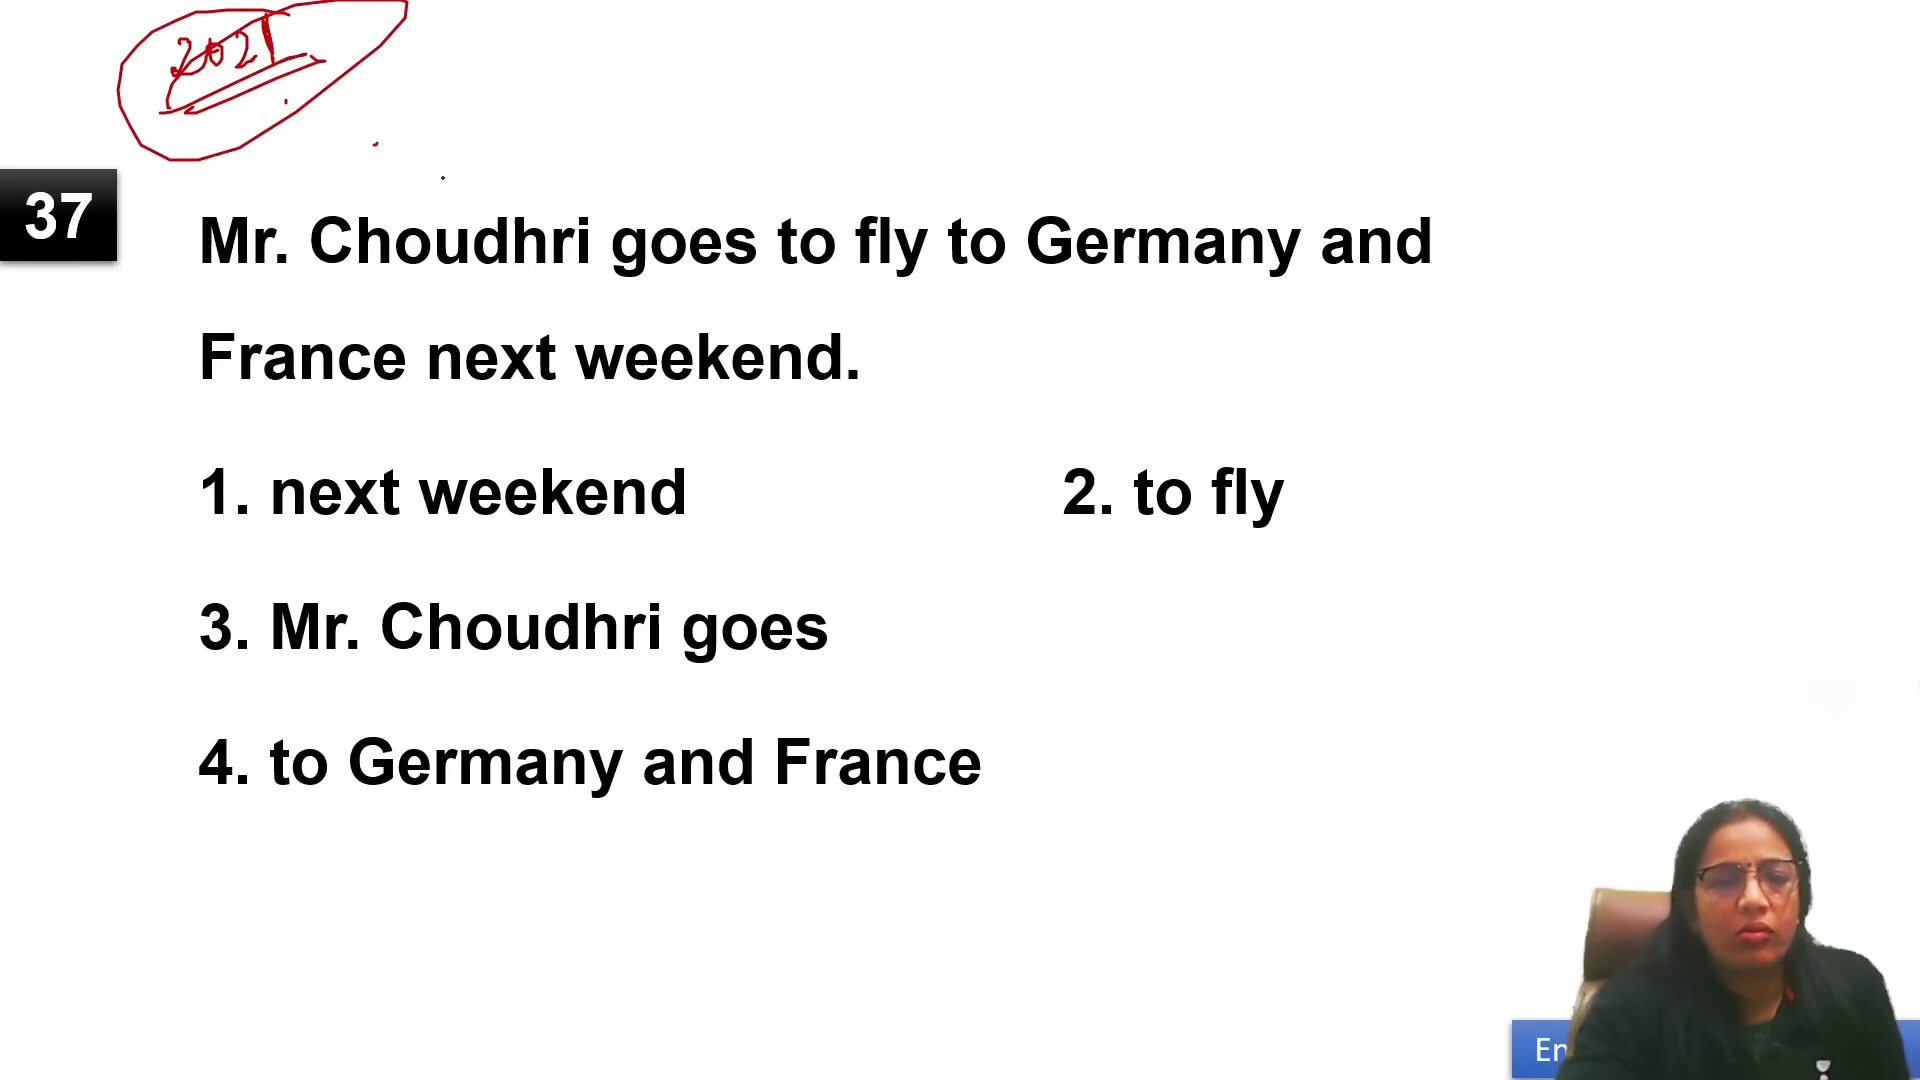 2021
37
Mr. Choudhri goes to fly to Germany and
France next weekend.
1. next weekend
2. to fly
3. Mr. Choudhri goes
4. to Germany and France
En